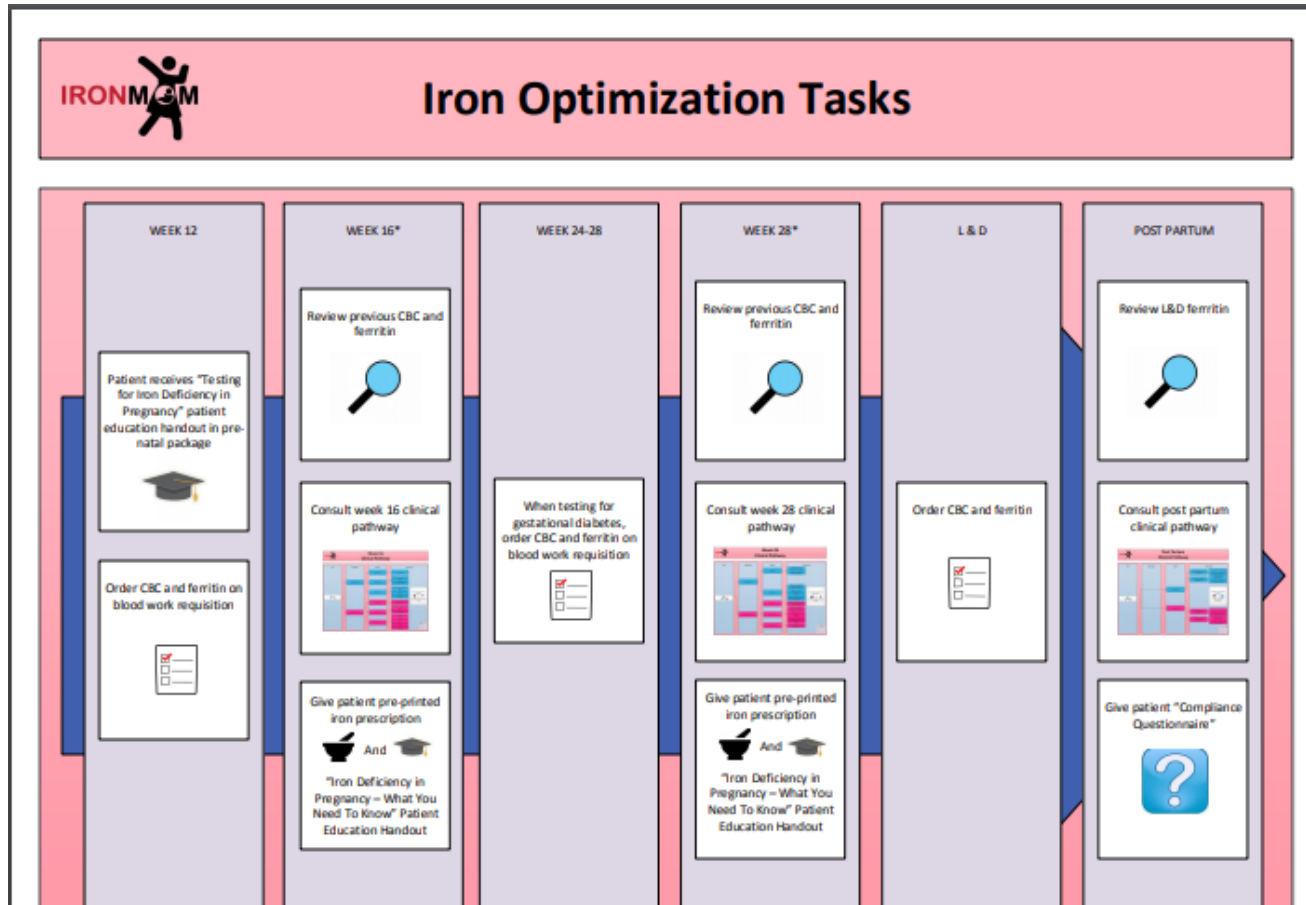 IRONMOM
Iron Optimization Tasks
WEEK 12
Patient receives "Testing
for Iron Deficiency in
Pregnancy" patient
education handout in pre-
natal package
Order CBC and ferritin on
blood work requisition
WEEK 16*
Review previous CBC and
ferrritin
Consult week 16 clinical
pathway
Give patient pre-printed
iron prescription
And
"Iron Deficiency in
Pregnancy – What You
Need To Know" Patient
Education Handout
WEEK 24-28
When testing for
gestational diabetes,
order CBC and ferritin on
blood work requisition
WEEK 28*
Review previous CBC and
ferrritin
Consult week 28 clinical
pathway
Give patient pre-printed
iron prescription
And
"Iron Deficiency in
Pregnancy – What You
Need To Know" Patient
Education Handout
L & D
Order CBC and ferritin
POST PARTUM
Review L&D ferrritin
Consult post partum
clinical pathway
Give patient "Compliance
Questionnaire"
?